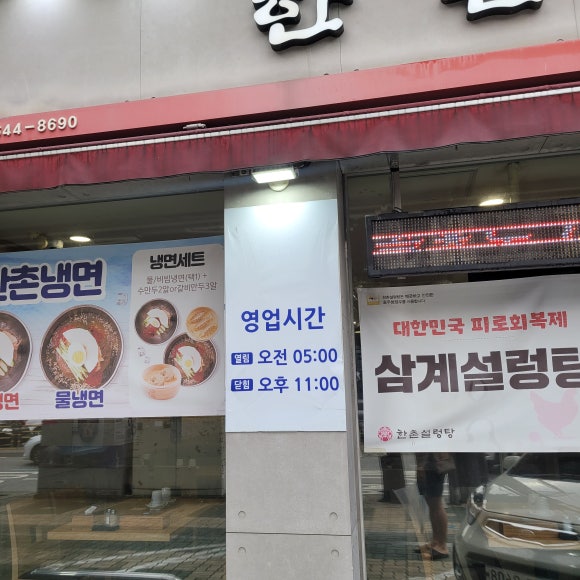 한
644-8690
한촌냉면
물냉면
냉면세트
물/비빔냉면(택1) +
수만두2알or갈비만두3알
영업시간
열림 오전 05:00
닫힘 오후 11:00
대한민국 피로회복제
삼계설렁탕
한촌설렁탕